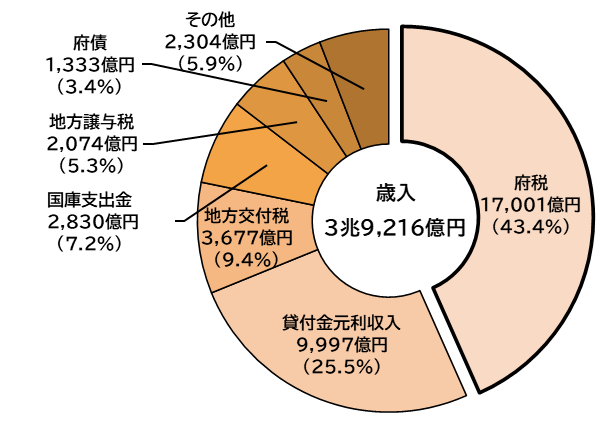 その他
2,304億円
(5.9%)
府債
1,333億円
(3.4%)
地方譲与税
2,074億円
(5.3%)
国庫支出金
2,830億円
(7.2%)
地方交付税
3,677億円
(9.4%)
貸付金元利収入
9,997億円
(25.5%)
府税
17,001億円
(43.4%)
歳入
3兆9,216億円